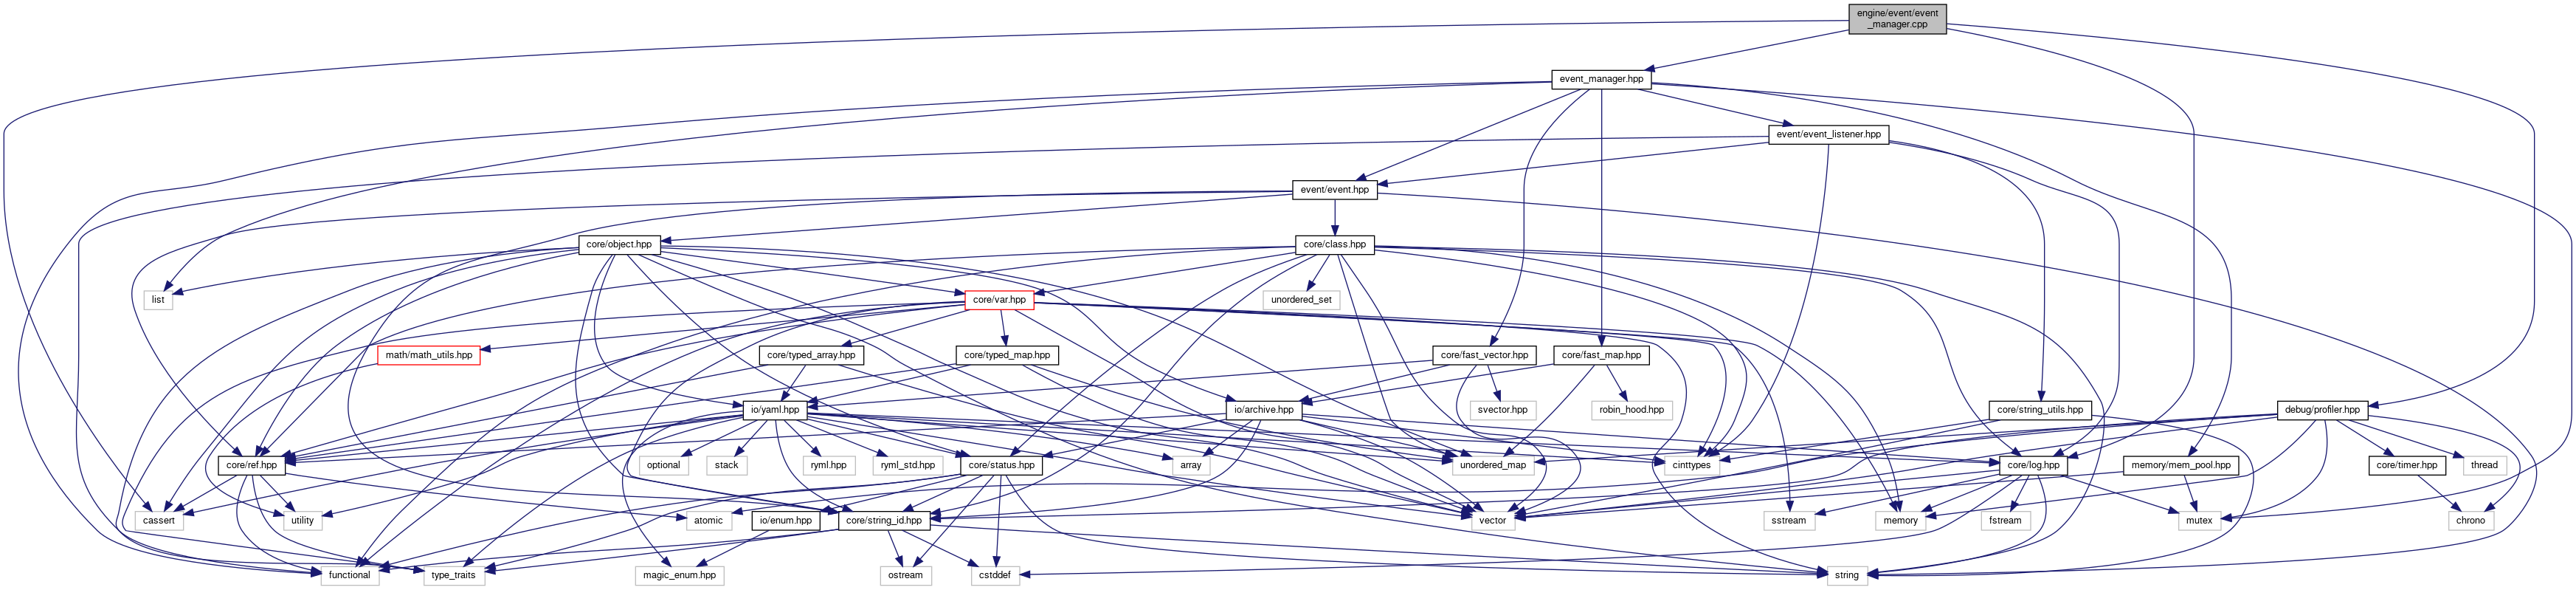 engine/event/event
_manager.cpp
event_manager.hpp
event/event_listener.hpp
event/event.hpp
core/object.hpp
core/class.hpp
list
core/var.hpp
unordered_set
math/math_utils.hpp
core/typed_array.hpp
core/typed_map.hpp
core/fast_vector.hpp
core/fast_map.hpp
io/yaml.hpp
io/archive.hpp
svector.hpp
robin_hood.hpp
core/string_utils.hpp
debug/profiler.hpp
core/ref.hpp
optional
stack
ryml.hpp
ryml_std.hpp
core/status.hpp
array
unordered_map
cinttypes
core/log.hpp
memory/mem_pool.hpp
core/timer.hpp
thread
cassert
utility
atomic
io/enum.hpp
core/string_id.hpp
vector
sstream
memory
fstream
mutex
chrono
functional
type_traits
magic_enum.hpp
ostream
cstddef
string